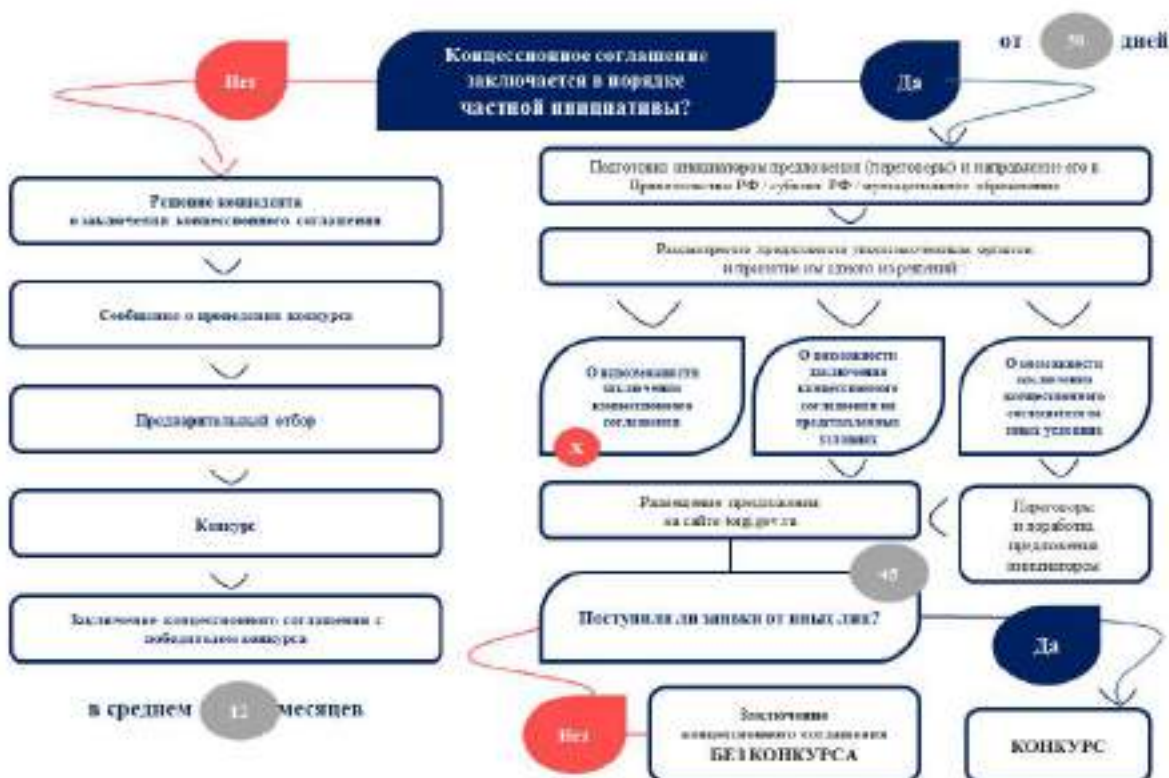 Концессионное соглашение
заключается в порядке
частной инициативы?
Нет
Да
от дней
Решение концедента
о заключении концессионного соглашения
Сообщение о проведении конкурса
Предварительный отбор
Конкурс
Заключение концессионного соглашения с
победителем конкурса
в среднем 12 месяцев
Подготовка инициатором предложения (переговоры) и направление его в
Правительство РФ / субъект РФ / муниципальное образование
Рассмотрение предложения уполномоченным органом
и принятие им одного из решений
О невозможности
заключения
концессионного
соглашения
X
О возможности
заключения
концессионного
соглашения на
представленных
условиях
О возможности
заключения
концессионного
соглашения на
иных условиях
Размещение предложения
на сайте torgi.gov.ru
Переговоры
и доработка
предложения
инициатором
45
Поступили ли заявки от иных лиц?
Да
Нет
Заключение
концессионного соглашения
БЕЗ КОНКУРСА
КОНКУРС